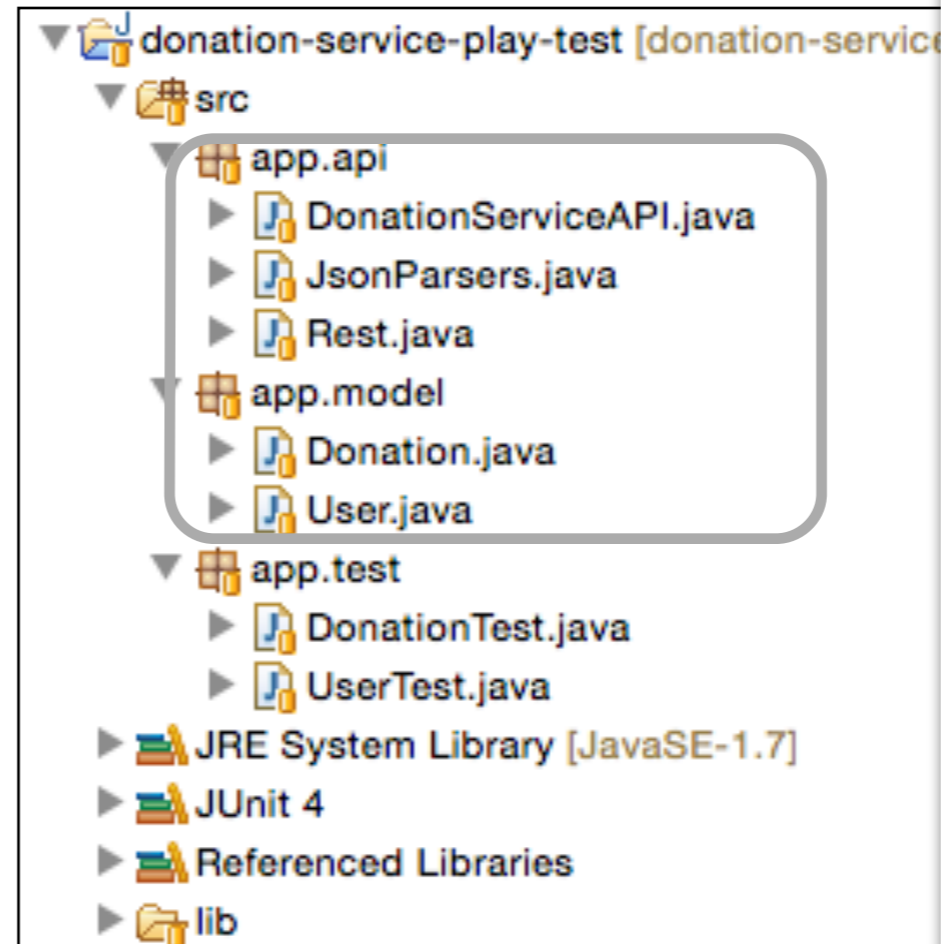 donation-service-play-test [donation-service
src
app.api
DonationServiceAPI.java
JsonParsers.java
Rest.java
app.model
Donation.java
User.java
app.test
DonationTest.java
UserTest.java
JRE System Library [JavaSE-1.7]
JUnit 4
Referenced Libraries
lib